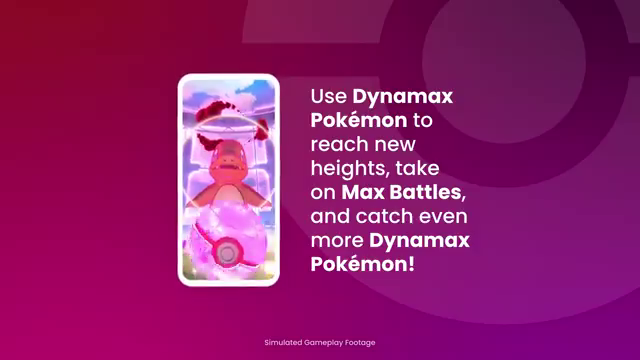 Use Dynamax
Pokémon to
reach new
heights, take
on Max Battles,
and catch even
more Dynamax
Pokémon!
Simulated Gameplay Footage